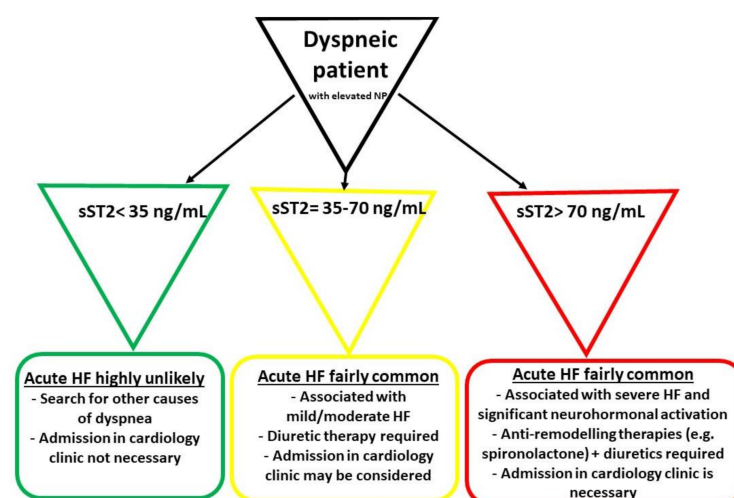 Dyspneic
patient
with elevated NP
sST2< 35 ng/mL
sST2= 35-70 ng/mL
sST2> 70 ng/mL
Acute HF highly unlikely
- Search for other causes
of dyspnea
- Admission in cardiology
clinic not necessary
Acute HF fairly common
- Associated with
mild/moderate HF
- Diuretic therapy required
- Admission in cardiology
clinic may be considered
Acute HF fairly common
- Associated with severe HF and
significant neurohormonal activation
- Anti-remodelling therapies (e.g.
spironolactone) + diuretics required
- Admission in cardiology clinic is
necessary